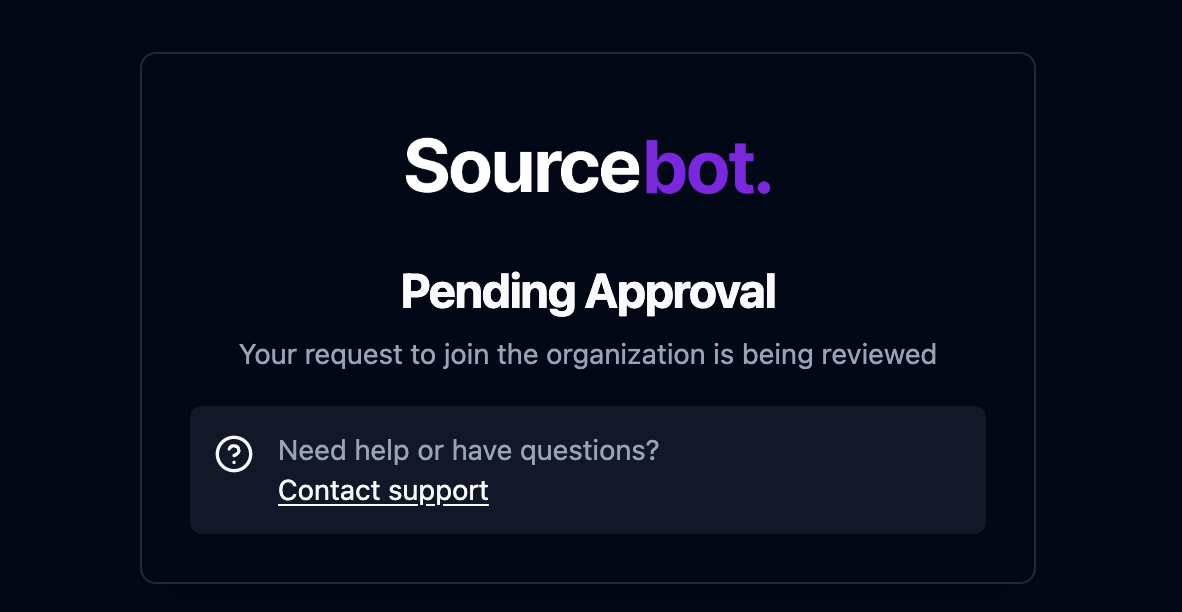 Sourcebot.
Pending Approval
Your request to join the organization is being reviewed
Need help or have questions?
Contact support